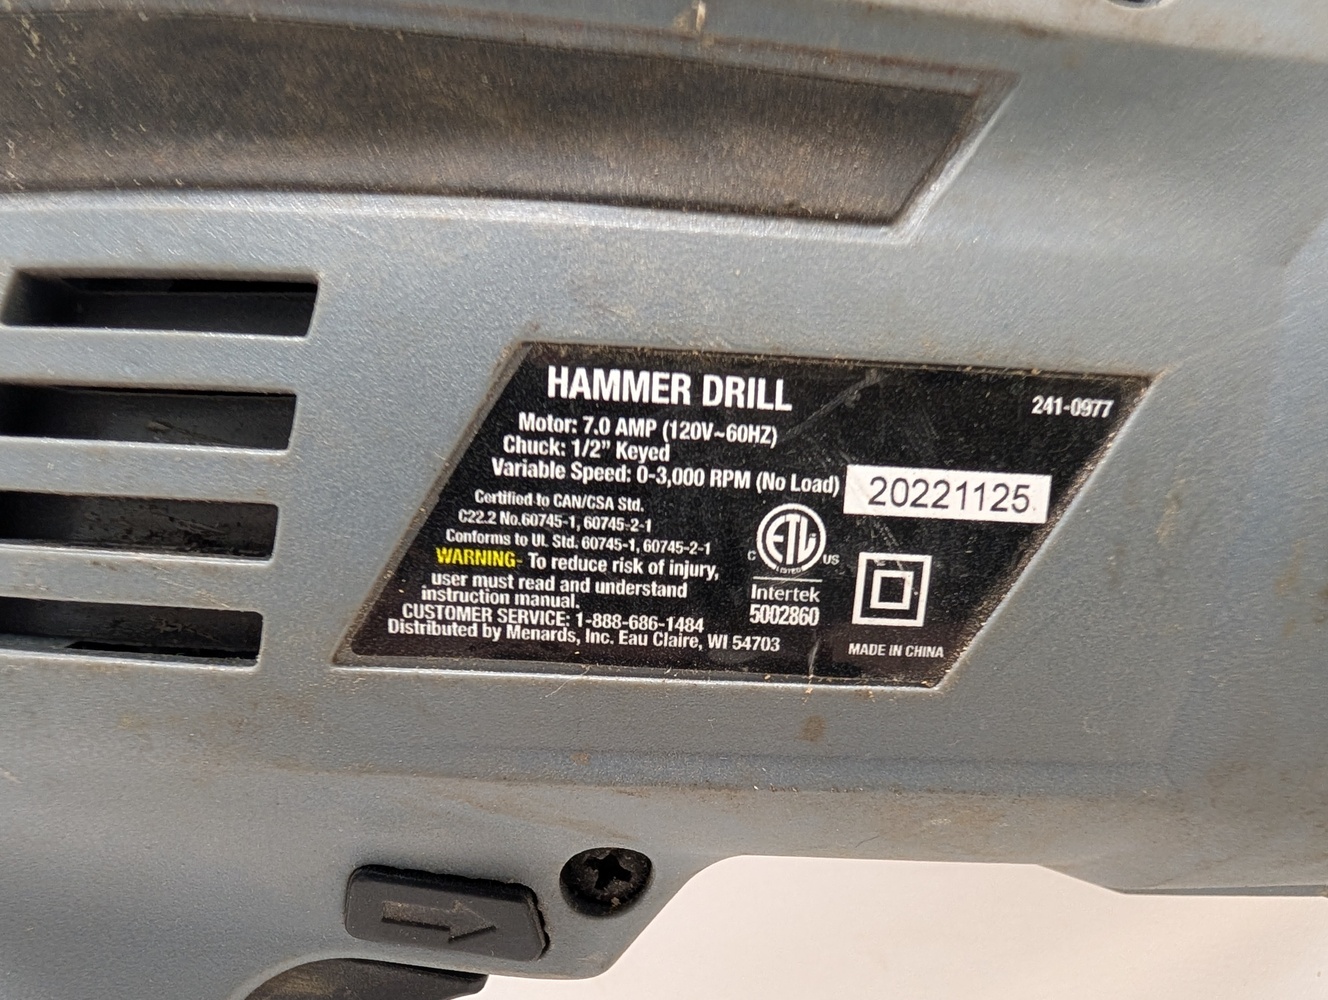 HAMMER DRILL
241-0977
Motor: 7.0 AMP (120V~60HZ)
Chuck: 1/2" Keyed
Variable Speed: 0-3,000 RPM (No Load)
20221125
Certified to CAN/CSA Std.
C22.2 No.60745-1, 60745-2-1
Conforms to UL Std. 60745-1, 60745-2-1
WARNING- To reduce risk of injury,
user must read and understand
instruction manual.
CUSTOMER SERVICE: 1-888-686-1484
Distributed by Menards, Inc. Eau Claire, WI 54703
C ETL US
LISTED
Intertek
5002860
MADE IN CHINA